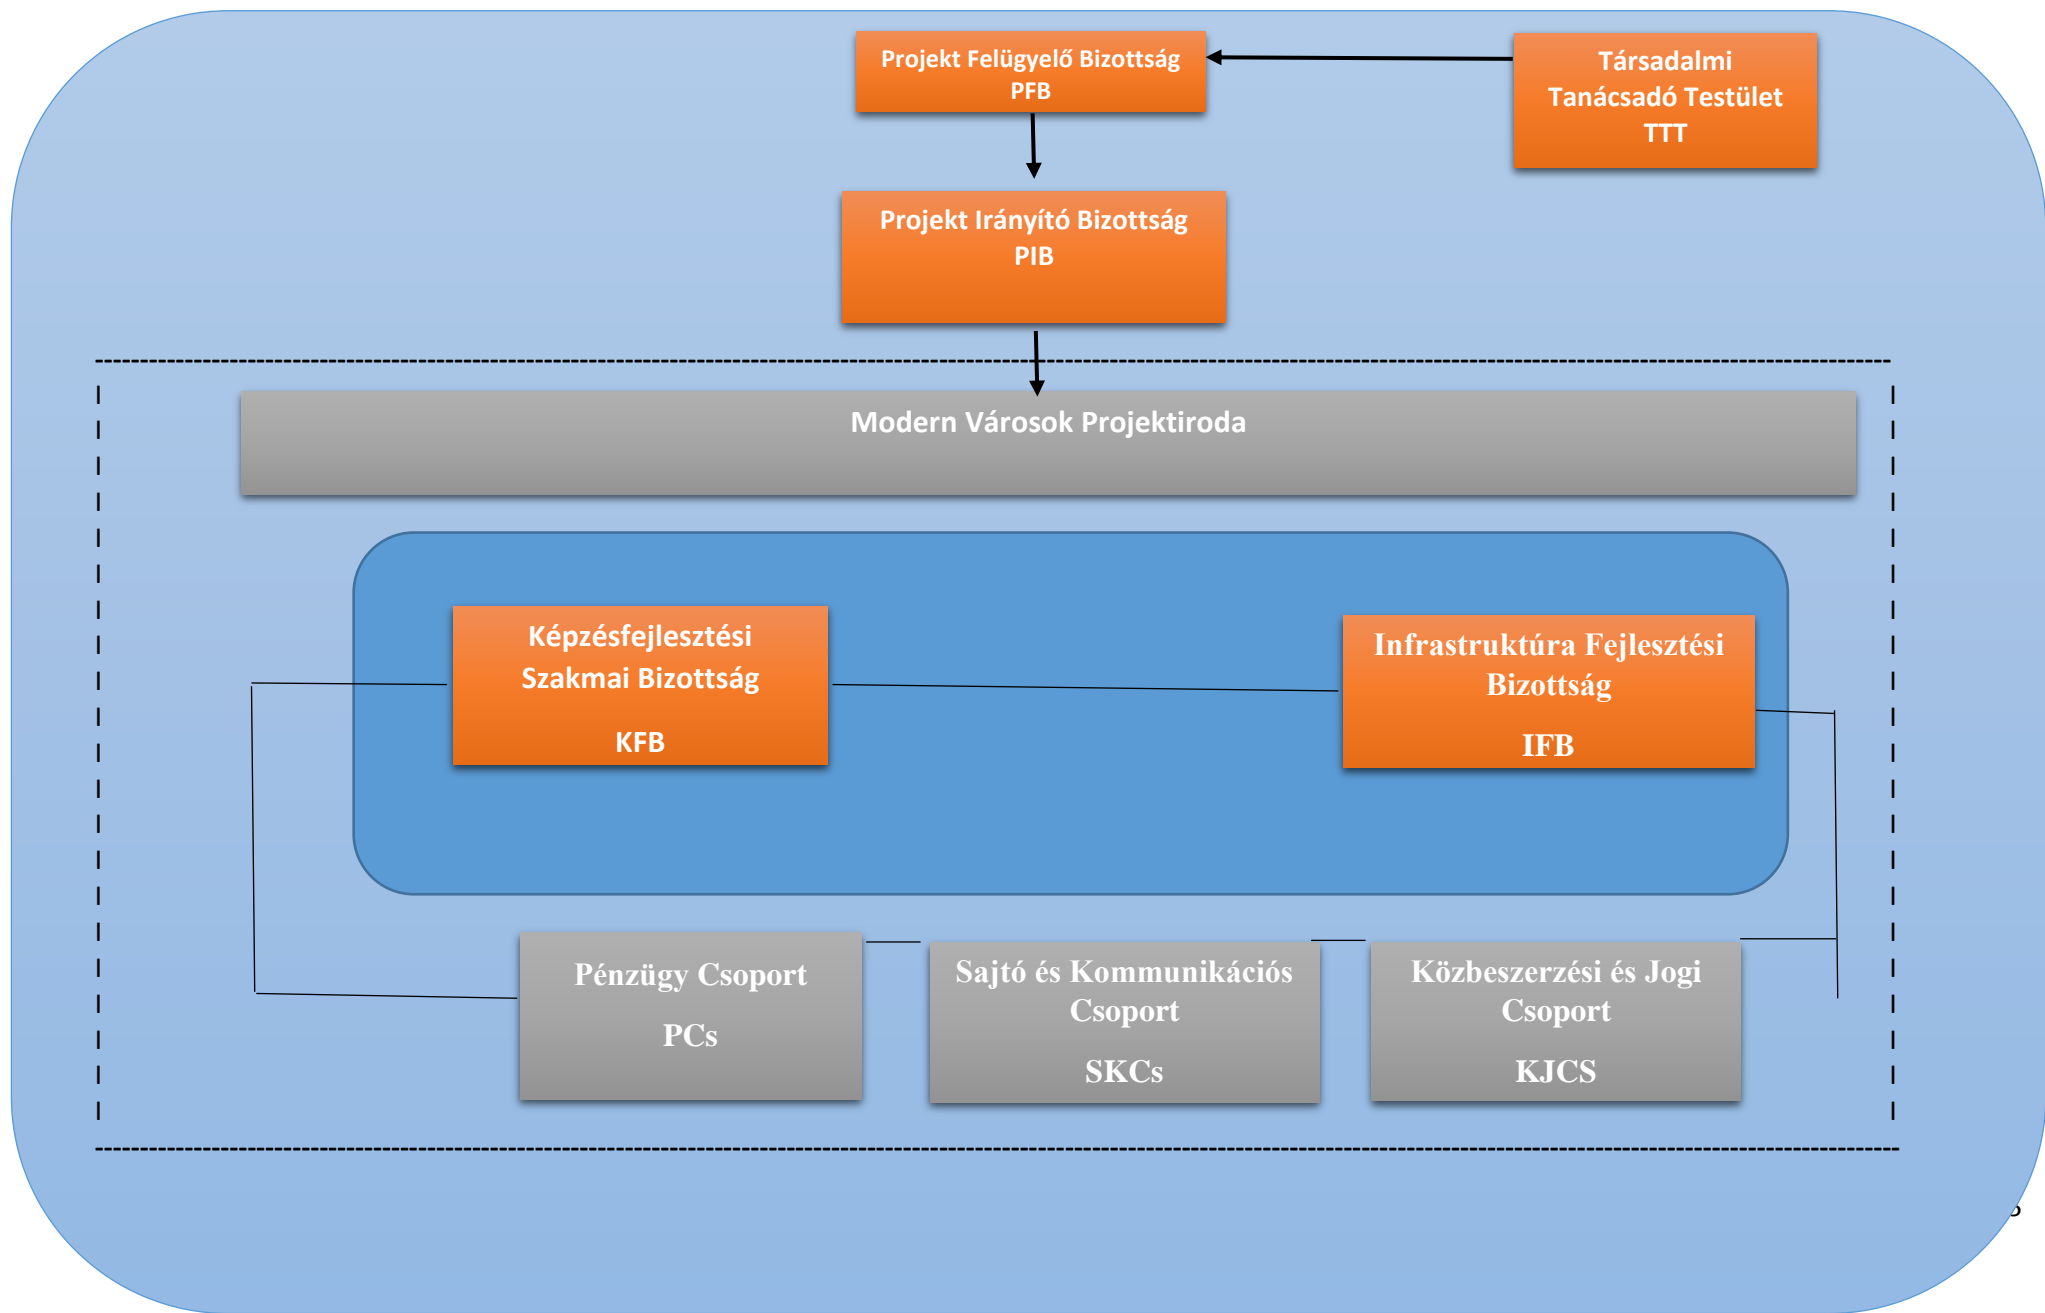 Projekt Felügyelő Bizottság
PFB
Társadalmi
Tanácsadó Testület
TTT
Projekt Irányító Bizottság
PIB
Modern Városok Projektiroda
Képzésfejlesztési
Szakmai Bizottság
KFB
Infrastruktúra Fejlesztési
Bizottság
IFB
Pénzügy Csoport
PCs
Sajtó és Kommunikációs
Csoport
SKCs
Közbeszerzési és Jogi
Csoport
KJCS